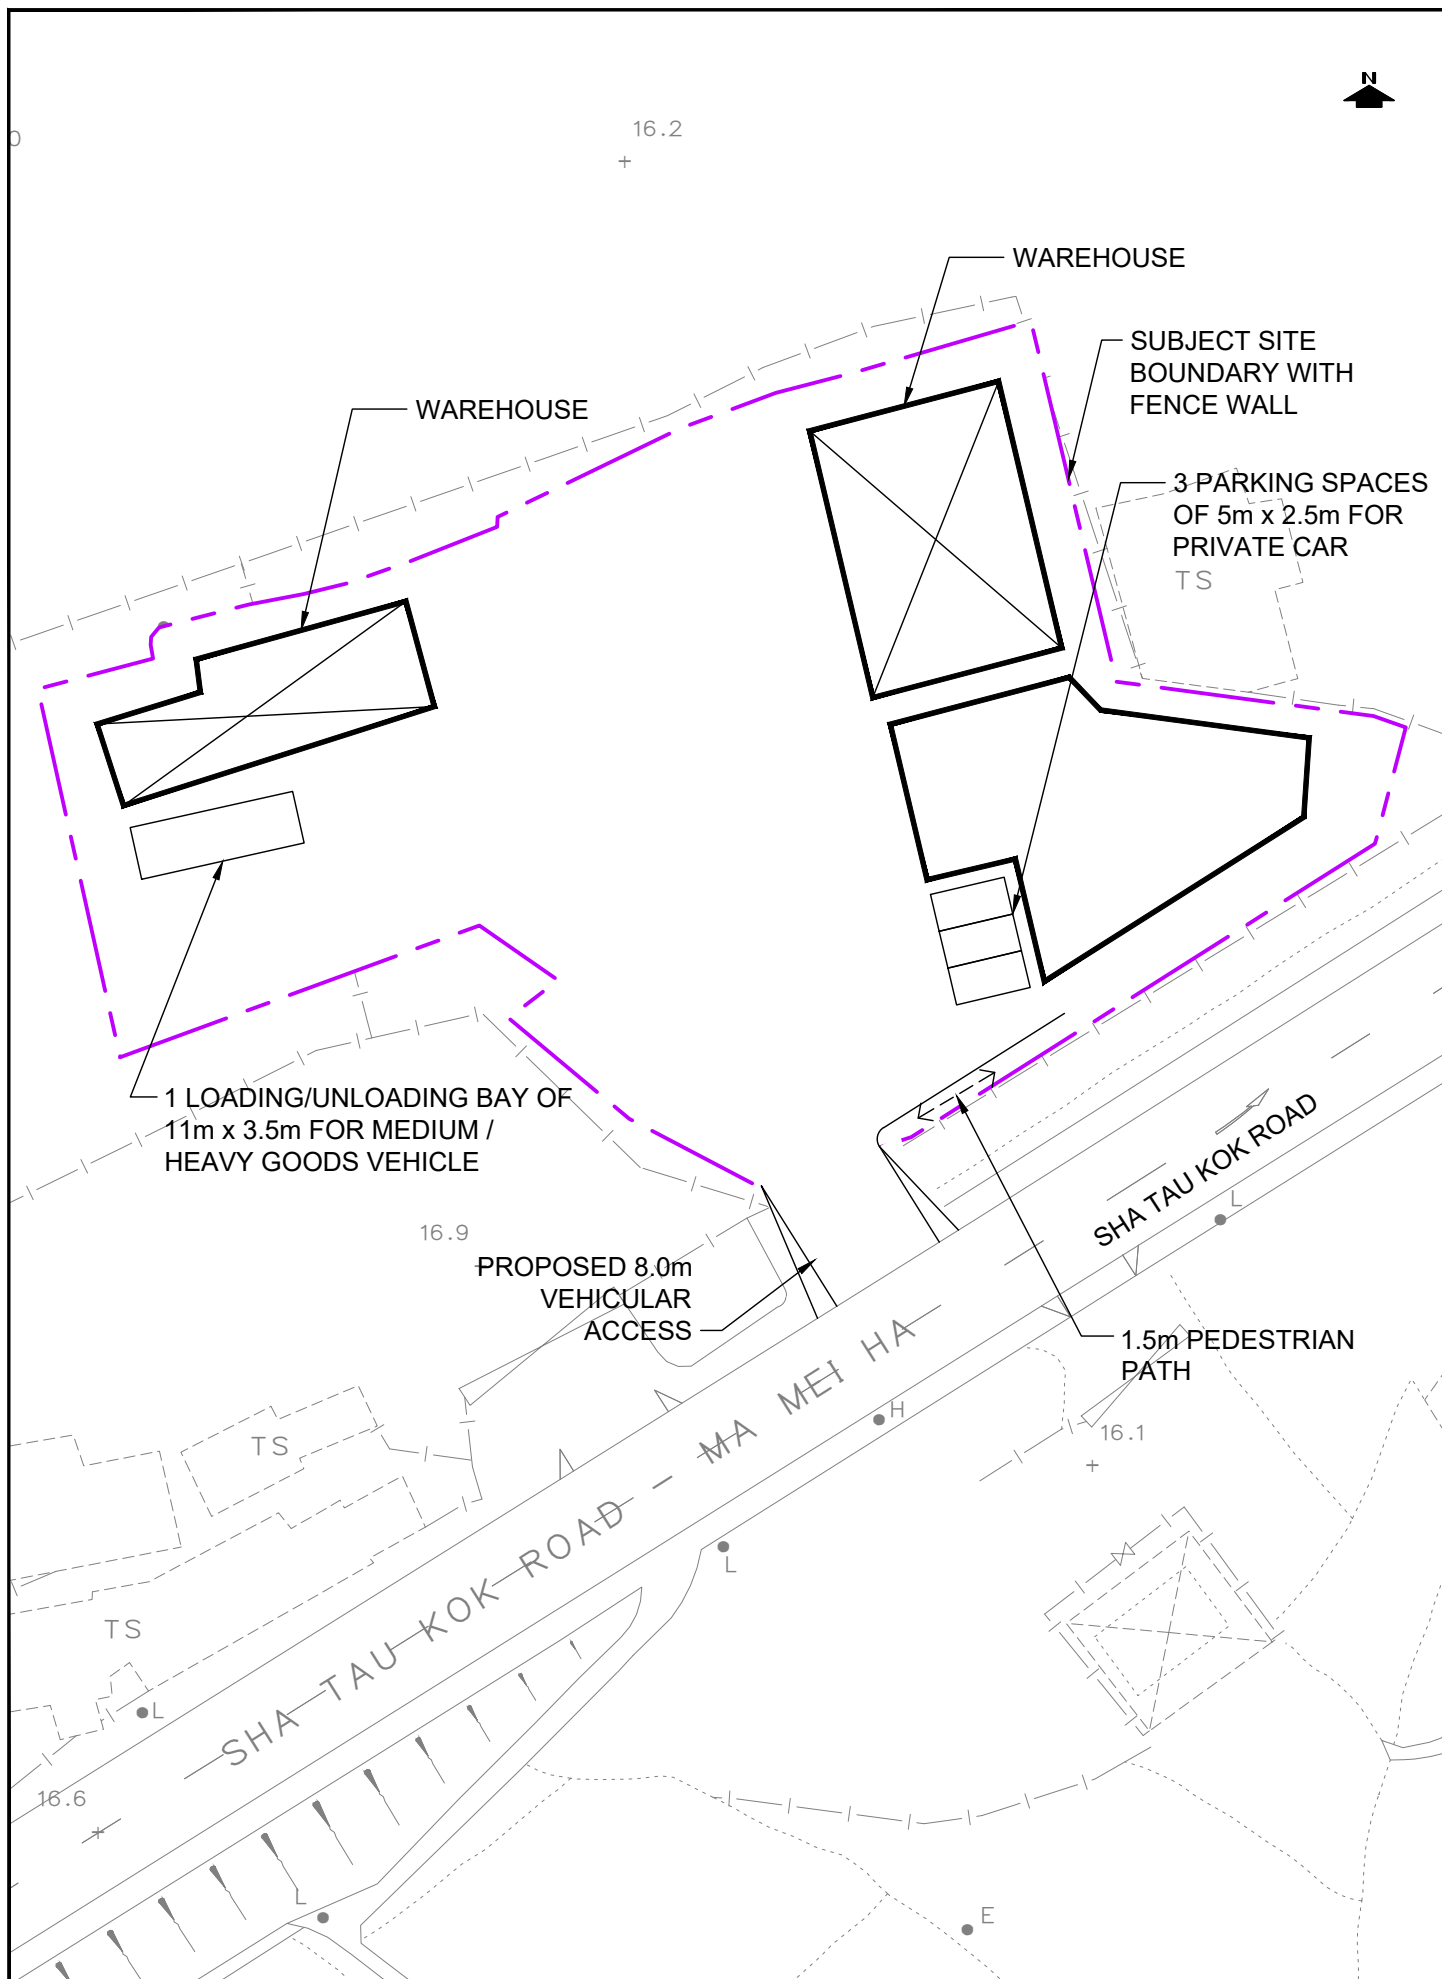 N
0
16.2
WAREHOUSE
SUBJECT SITE
BOUNDARY WITH
FENCE WALL
WAREHOUSE
3 PARKING SPACES
OF 5m x 2.5m FOR
PRIVATE CAR
TS
1 LOADING/UNLOADING BAY OF
11m x 3.5m FOR MEDIUM /
HEAVY GOODS VEHICLE
SHA TAU KOK ROAD
L
16.9
PROPOSED 8.0m
VEHICULAR
ACCESS
1.5m PEDESTRIAN
PATH
H
16.1
TS
SHA TAU KOK ROAD - MA MEI HA
L
TS
L
16.6
L
E